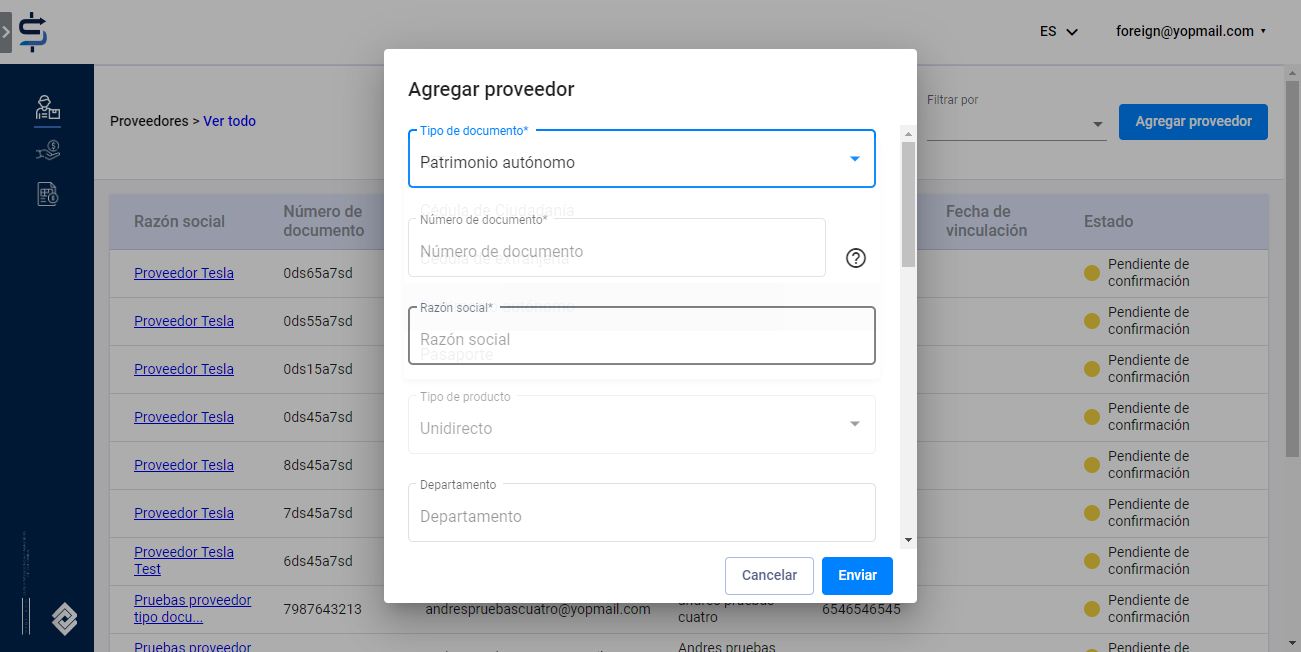 ES
foreign@yopmail.com
Proveedores > Ver todo
Filtrar por
Agregar proveedor
Razón social
Número de documento
Fecha de vinculación
Estado
Proveedor Tesla
0ds65a7sd
Pendiente de confirmación
Proveedor Tesla
0ds55a7sd
Pendiente de confirmación
Proveedor Tesla
0ds15a7sd
Pendiente de confirmación
Proveedor Tesla
0ds45a7sd
Pendiente de confirmación
Proveedor Tesla
8ds45a7sd
Pendiente de confirmación
Proveedor Tesla
7ds45a7sd
Pendiente de confirmación
Proveedor Tesla Test
6ds45a7sd
Pendiente de confirmación
Pruebas proveedor tipo docu...
7987643213
andrespruebascuatro@yopmail.com
andres pruebas cuatro
6546546545
Pendiente de confirmación
Pruebas proveedor
Andres pruebas
Pendiente de
Agregar proveedor
Tipo de documento*
Patrimonio autónomo
Cédula de Ciudadanía
Número de documento*
Número de documento
Cédula de extranjería
Patrimonio autónomo
Razón social*
Razón social
Pasaporte
Tipo de producto
Unidirecto
Departamento
Departamento
Cancelar
Enviar